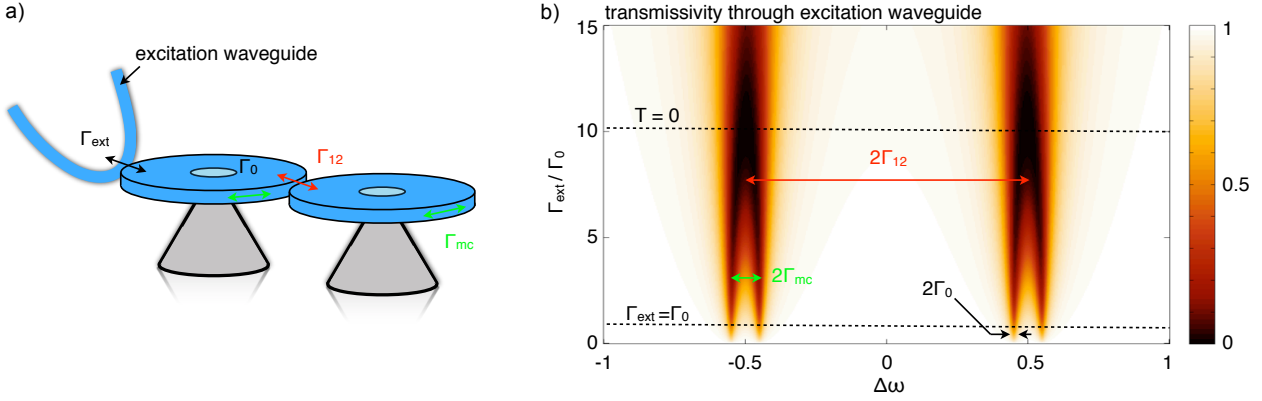 a)
excitation waveguide
Γext
Γ0
Γ12
Γmc
b)
transmissivity through excitation waveguide
15
10
5
0
Γext / Γ0
T = 0
2Γ12
2Γmc
2Γ0
Γext=Γ0
-1
-0.5
0
0.5
1
Δω
1
0.5
0